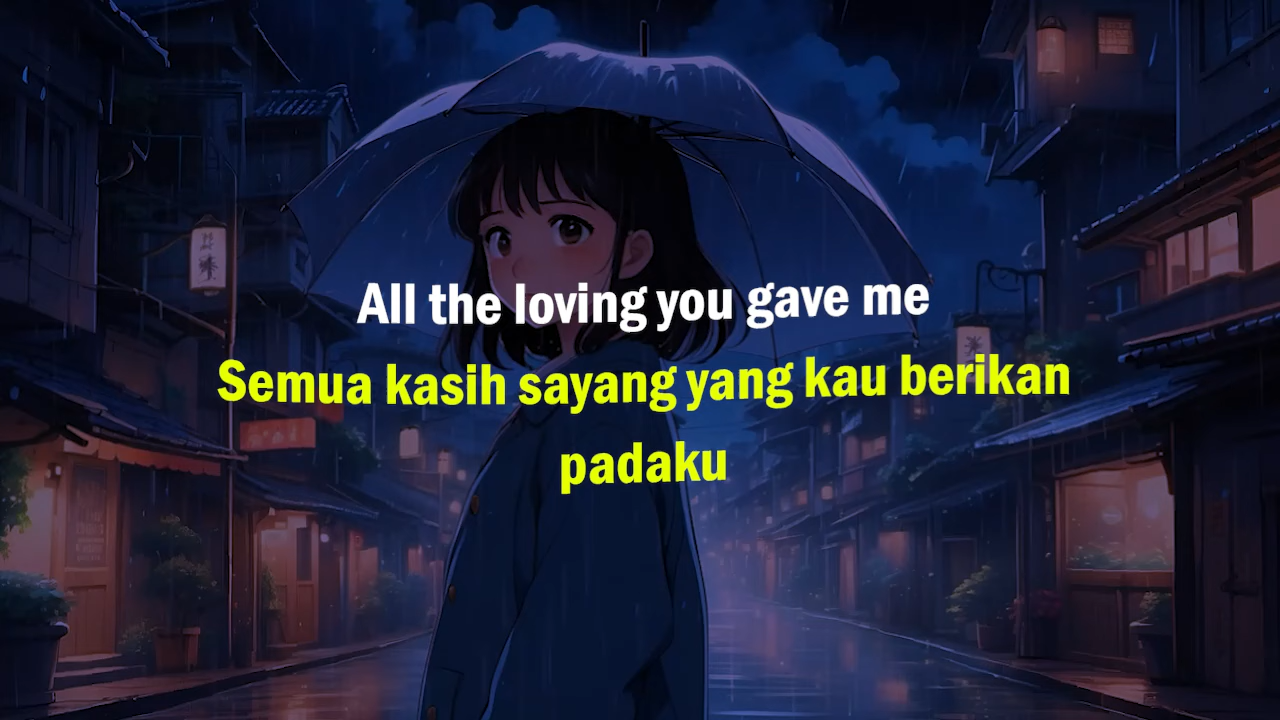 All the loving you gave me
Semua kasih sayang yang kau berikan
padaku